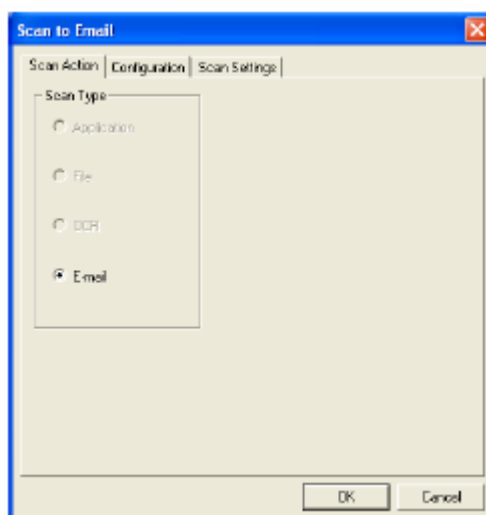 Scan to Email
Scan Action Configuration Scan Settings
Scan Type
Application
File
OCR
E-mail
OK Cancel